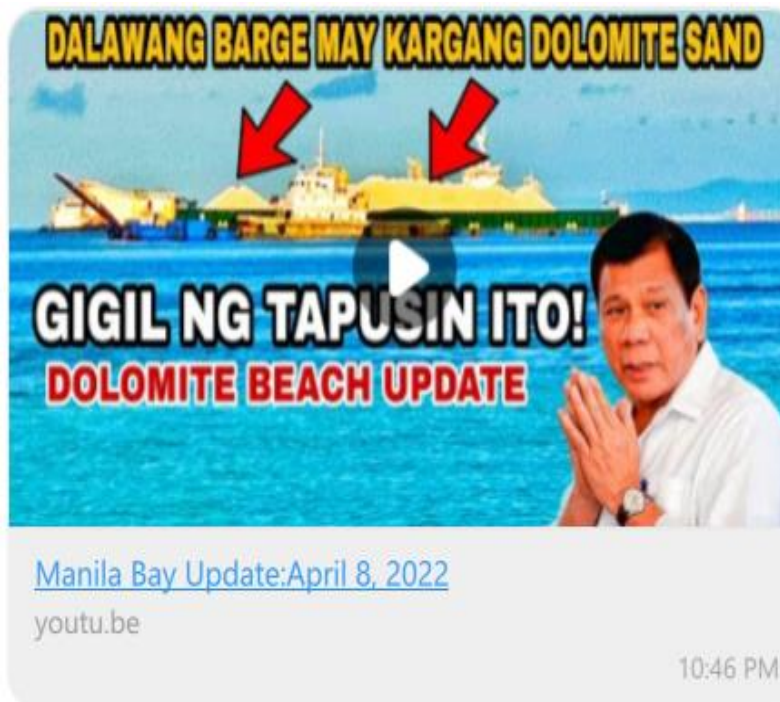 DALAWANG BARGE MAY KARGANG DOLOMITE SAND
GIGIL NG TAPUSIN ITO!
DOLOMITE BEACH UPDATE
Manila Bay Update:April 8, 2022
youtu.be
10:46 PM